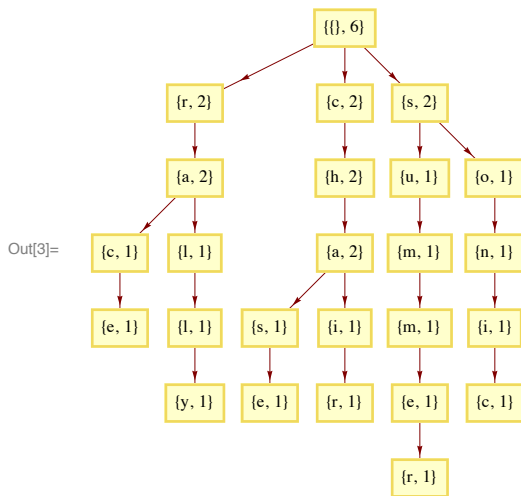 {{}, 6}
{r, 2} {c, 2} {s, 2}
{a, 2} {h, 2} {u, 1} {o, 1}
Out[3]= {c, 1} {l, 1} {a, 2} {m, 1} {n, 1}
{e, 1} {l, 1} {s, 1} {i, 1} {m, 1} {i, 1}
{y, 1} {e, 1} {r, 1} {e, 1} {c, 1}
{r, 1}